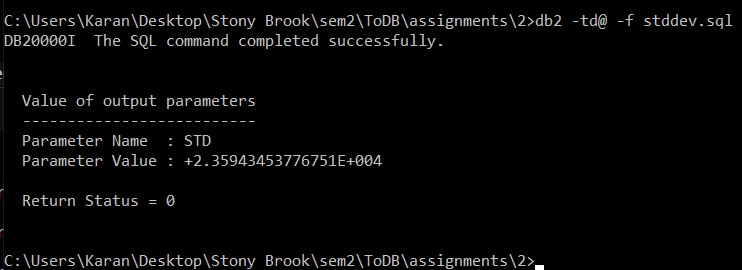 C:\Users\Karan\Desktop\Stony Brook\sem2\ToDB\assignments\2>db2 -td@ -f stddev.sql
DB20000I  The SQL command completed successfully.
Value of output parameters
--------------------------
Parameter Name  : STD
Parameter Value : +2.35943453776751E+004
Return Status = 0
C:\Users\Karan\Desktop\Stony Brook\sem2\ToDB\assignments\2>